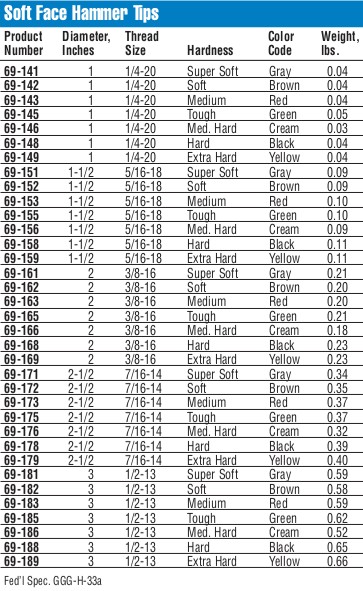 Soft Face Hammer Tips
Product Diameter, Thread Color Weight,
Number Inches Size Hardness Code lbs.
69-141 1 1/4-20 Super Soft Gray 0.04
69-142 1 1/4-20 Soft Brown 0.04
69-143 1 1/4-20 Medium Red 0.04
69-145 1 1/4-20 Tough Green 0.05
69-146 1 1/4-20 Med. Hard Cream 0.03
69-148 1 1/4-20 Hard Black 0.04
69-149 1 1/4-20 Extra Hard Yellow 0.04
69-151 1-1/2 5/16-18 Super Soft Gray 0.09
69-152 1-1/2 5/16-18 Soft Brown 0.09
69-153 1-1/2 5/16-18 Medium Red 0.10
69-155 1-1/2 5/16-18 Tough Green 0.10
69-156 1-1/2 5/16-18 Med. Hard Cream 0.09
69-158 1-1/2 5/16-18 Hard Black 0.11
69-159 1-1/2 5/16-18 Extra Hard Yellow 0.11
69-161 2 3/8-16 Super Soft Gray 0.21
69-162 2 3/8-16 Soft Brown 0.20
69-163 2 3/8-16 Medium Red 0.20
69-165 2 3/8-16 Tough Green 0.21
69-166 2 3/8-16 Med. Hard Cream 0.18
69-168 2 3/8-16 Hard Black 0.23
69-169 2 3/8-16 Extra Hard Yellow 0.23
69-171 2-1/2 7/16-14 Super Soft Gray 0.34
69-172 2-1/2 7/16-14 Soft Brown 0.35
69-173 2-1/2 7/16-14 Medium Red 0.37
69-175 2-1/2 7/16-14 Tough Green 0.37
69-176 2-1/2 7/16-14 Med. Hard Cream 0.32
69-178 2-1/2 7/16-14 Hard Black 0.39
69-179 2-1/2 7/16-14 Extra Hard Yellow 0.40
69-181 3 1/2-13 Super Soft Gray 0.59
69-182 3 1/2-13 Soft Brown 0.58
69-183 3 1/2-13 Medium Red 0.59
69-185 3 1/2-13 Tough Green 0.62
69-186 3 1/2-13 Med. Hard Cream 0.52
69-188 3 1/2-13 Hard Black 0.65
69-189 3 1/2-13 Extra Hard Yellow 0.66
Fed'l Spec. GGG-H-33a